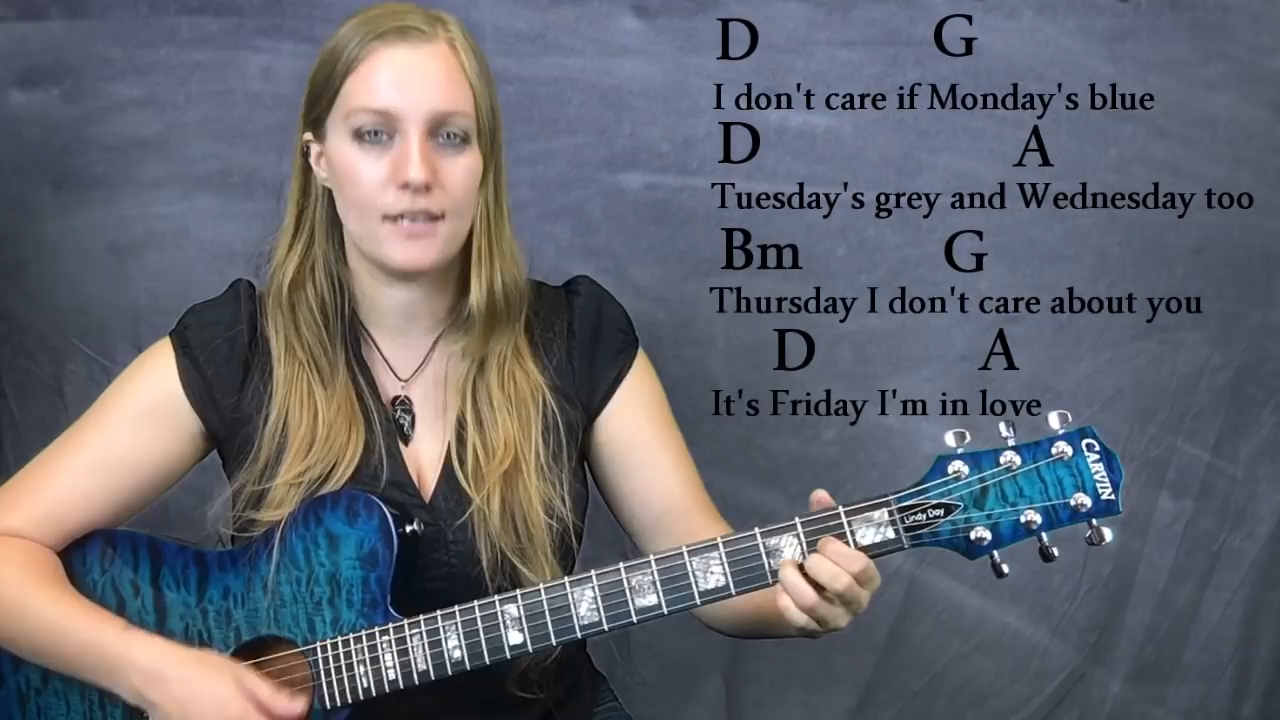 D G
I don't care if Monday's blue
D A
Tuesday's grey and Wednesday too
Bm G
Thursday I don't care about you
D A
It's Friday I'm in love
CARVIN
Lindy Day